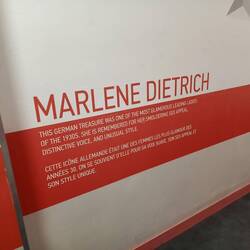 MARLENE DIETRICH
THIS GERMAN TREASURE WAS ONE OF THE MOST GLAMOROUS LEADING LADIES
OF THE 1930S. SHE IS REMEMBERED FOR HER SMOLDERING SEX APPEAL,
DISTINCTIVE VOICE, AND UNUSUAL STYLE.
CETTE ICÔNE ALLEMANDE ÉTAIT UNE DES FEMMES LES PLUS GLAMOUR DES
ANNÉES 30. ON SE SOUVIENT D'ELLE POUR SA VOIX SUAVE, SON SEX APPEAL ET
SON STYLE UNIQUE.